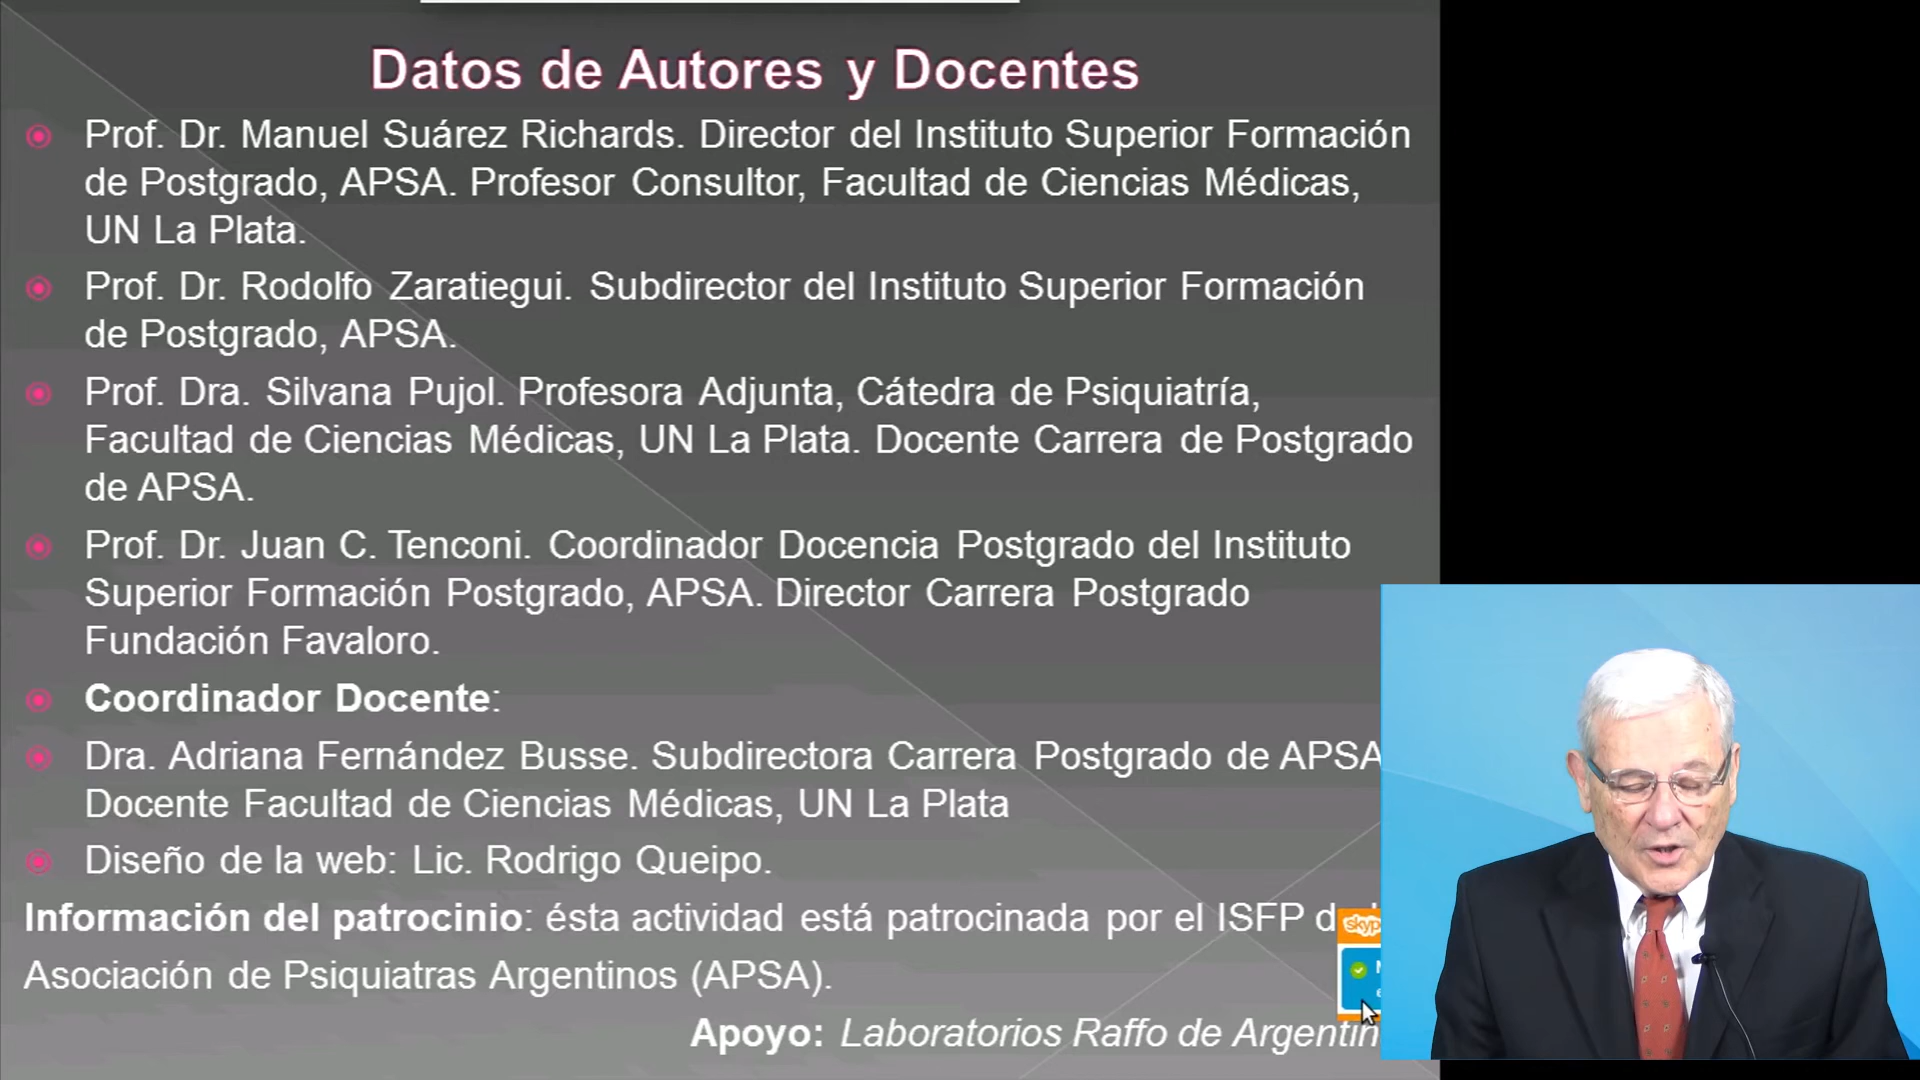 Datos de Autores y Docentes
Prof. Dr. Manuel Suárez Richards. Director del Instituto Superior Formación
de Postgrado, APSA. Profesor Consultor, Facultad de Ciencias Médicas,
UN La Plata.
Prof. Dr. Rodolfo Zaratiegui. Subdirector del Instituto Superior Formación
de Postgrado, APSA.
Prof. Dra. Silvana Pujol. Profesora Adjunta, Cátedra de Psiquiatría,
Facultad de Ciencias Médicas, UN La Plata. Docente Carrera de Postgrado
de APSA.
Prof. Dr. Juan C. Tenconi. Coordinador Docencia Postgrado del Instituto
Superior Formación Postgrado, APSA. Director Carrera Postgrado
Fundación Favaloro.
Coordinador Docente:
Dra. Adriana Fernández Busse. Subdirectora Carrera Postgrado de APSA
Docente Facultad de Ciencias Médicas, UN La Plata
Diseño de la web: Lic. Rodrigo Queipo.
Información del patrocinio: ésta actividad está patrocinada por el ISFP
Asociación de Psiquiatras Argentinos (APSA).
Apoyo: Laboratorios Raffo de Argentin
skyp